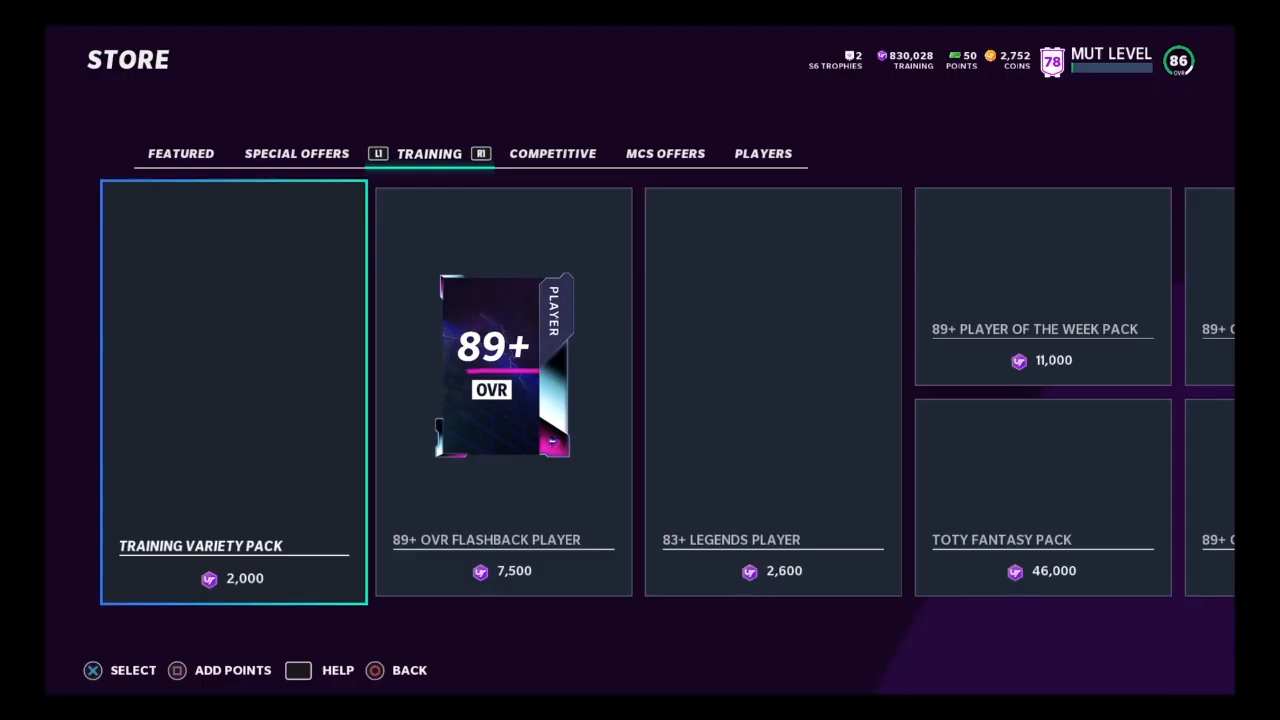 STORE
2
S6 TROPHIES
830,028
TRAINING
50
POINTS
2,752
COINS
78
MUT LEVEL
86
OVR
FEATURED
SPECIAL OFFERS
L1
TRAINING
R1
COMPETITIVE
MCS OFFERS
PLAYERS
TRAINING VARIETY PACK
2,000
PLAYER
89+
OVR
89+ OVR FLASHBACK PLAYER
7,500
83+ LEGENDS PLAYER
2,600
89+ PLAYER OF THE WEEK PACK
11,000
TOTY FANTASY PACK
46,000
89+
89+
SELECT
ADD POINTS
HELP
BACK